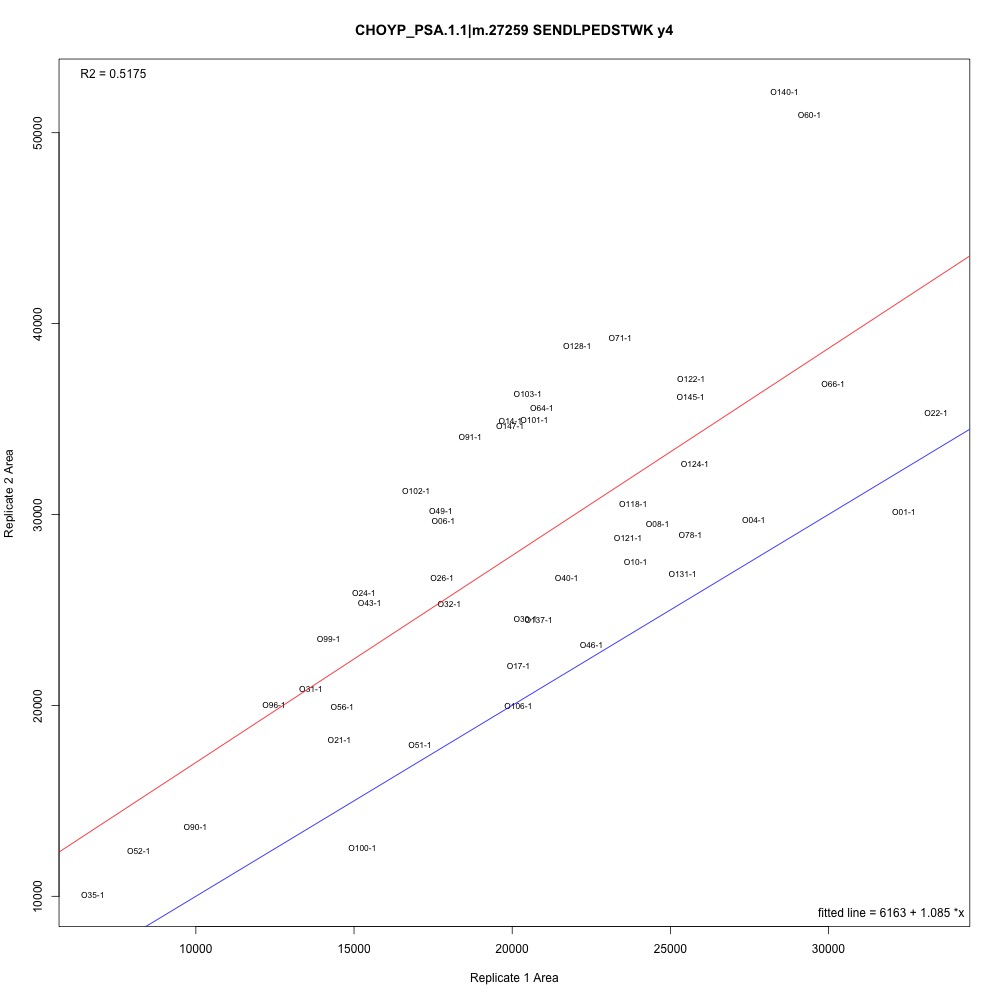 CHOYP_PSA.1.1|m.27259 SENDLPEDSTWK y4
R2 = 0.5175
O140-1
O60-1
50000
O71-1
O128-1
40000
O122-1
O66-1
O103-1
O145-1
O64-1
O22-1
O14-1
O101-1
O147-1
O91-1
O124-1
O102-1
O118-1
O49-1
O01-1
30000
O06-1
O04-1
O08-1
O78-1
O121-1
O10-1
O131-1
O26-1
O40-1
O24-1
O43-1
O32-1
O137-1
O99-1
O46-1
O17-1
O31-1
O96-1
O56-1
O106-1
20000
O21-1
O51-1
O90-1
O52-1
O100-1
O35-1
10000
fitted line = 6163 + 1.085 *x
10000 15000 20000 25000 30000
Replicate 1 Area
Replicate 2 Area